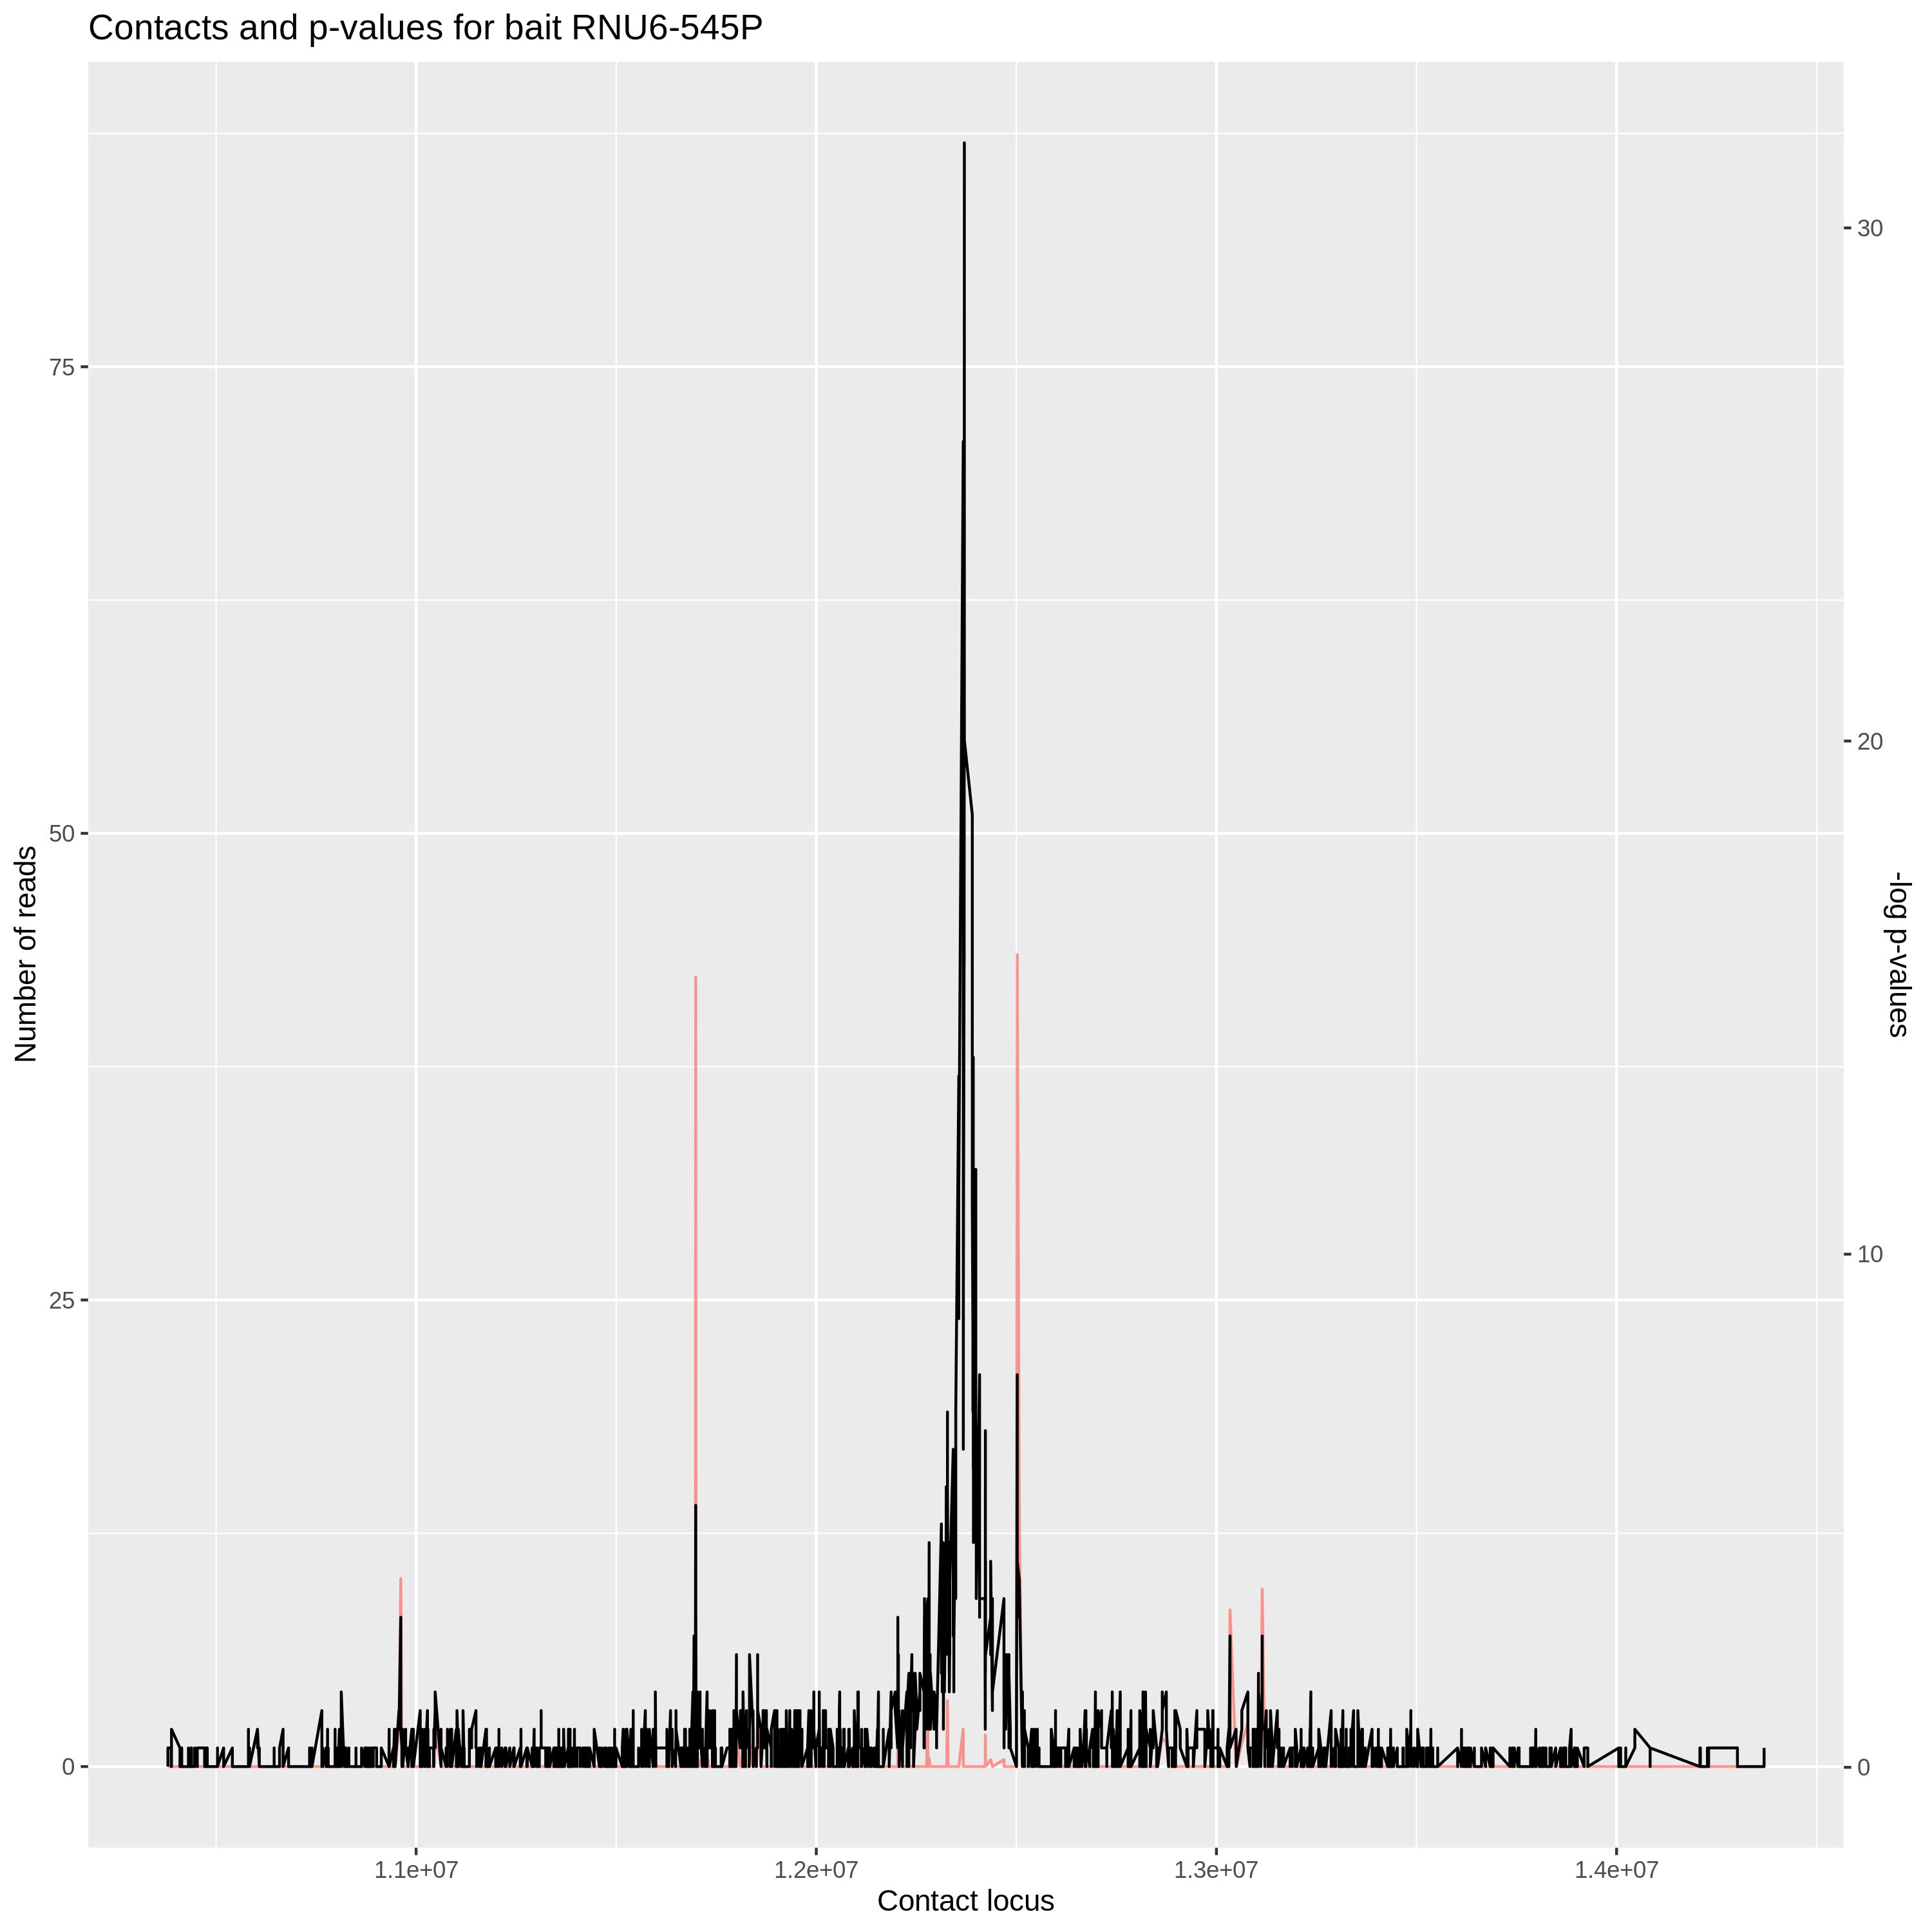 Contacts and p-values for bait RNU6-545P
75
50
25
0
30
20
10
0
Number of reads
-log p-values
1.1e+07
1.2e+07
1.3e+07
1.4e+07
Contact locus